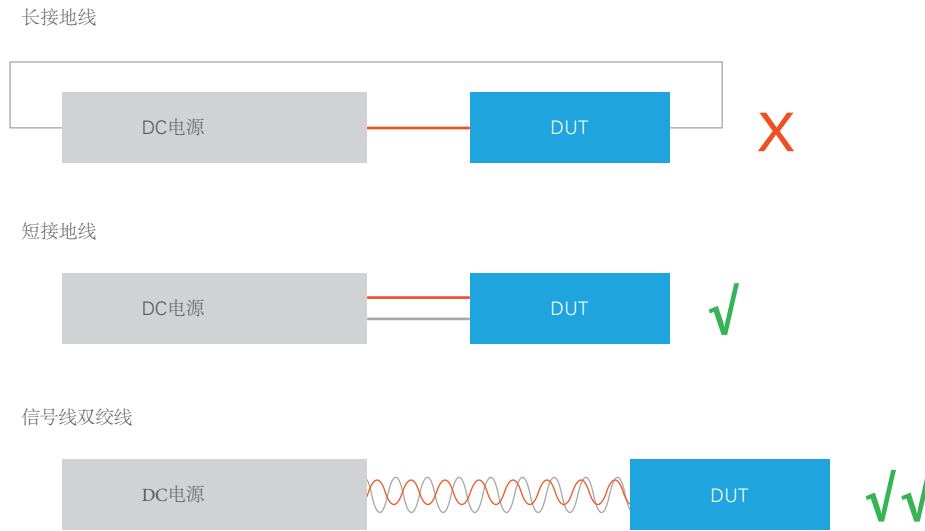 长接地线
DC电源 DUT X
短接地线
DC电源 DUT √
信号线双绞线
DC电源 DUT √√